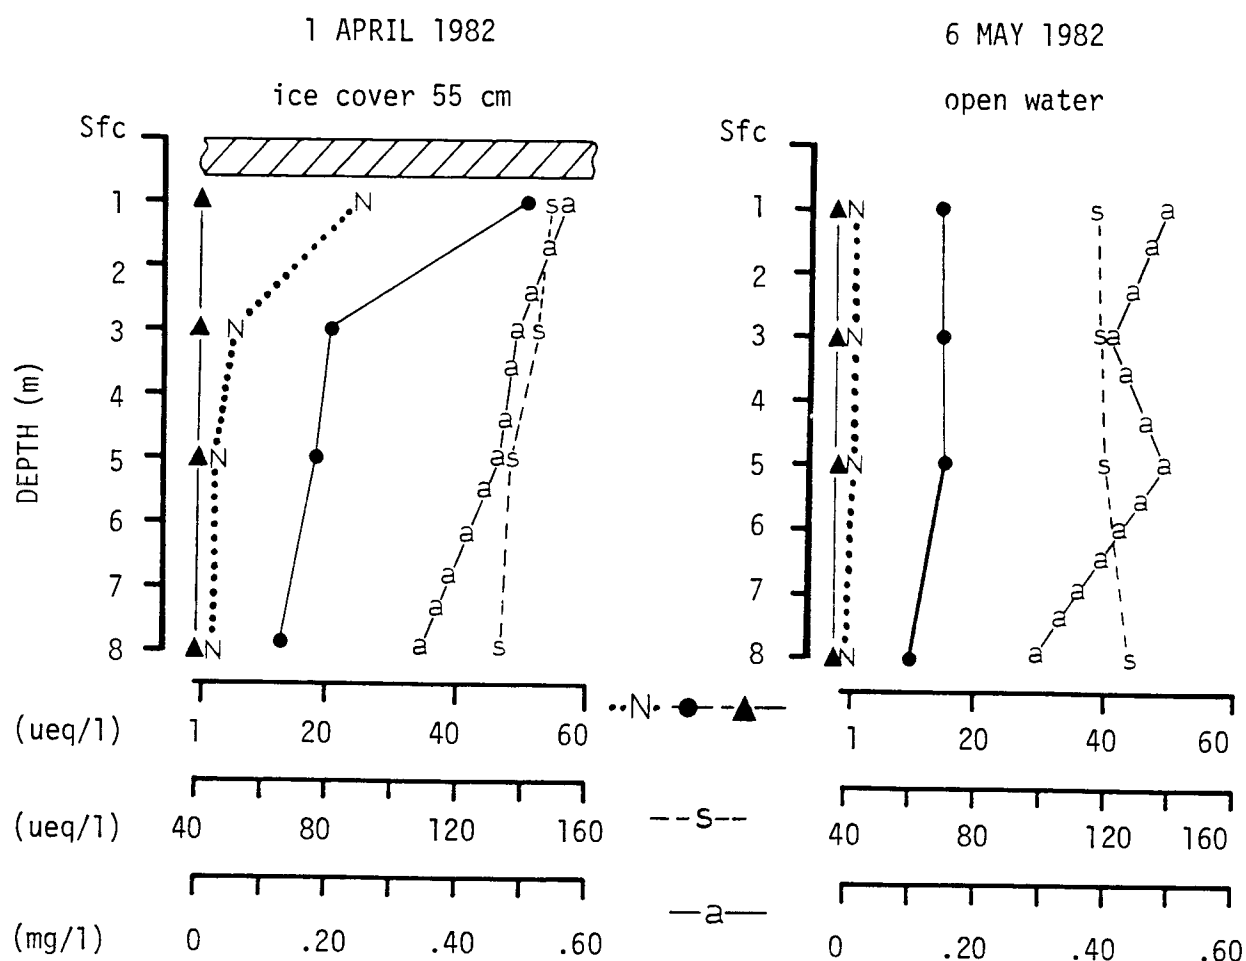 1 APRIL 1982
6 MAY 1982
ice cover 55 cm
open water
Sfc
1
2
3
4
5
6
7
8
DEPTH (m)
N
N
N
N
s a
a
a
a s
a
a
a s
a
a
a
a
a s
Sfc
1
2
3
4
5
6
7
8
N
N
N
N
s a
a
a
s a
a
a
s a
a
a
a
a
a
a s
(ueq/l) 1 20 40 60
N
1 20 40 60
(ueq/l) 40 80 120 160
s
40 80 120 160
(mg/l) 0 .20 .40 .60
a
0 .20 .40 .60